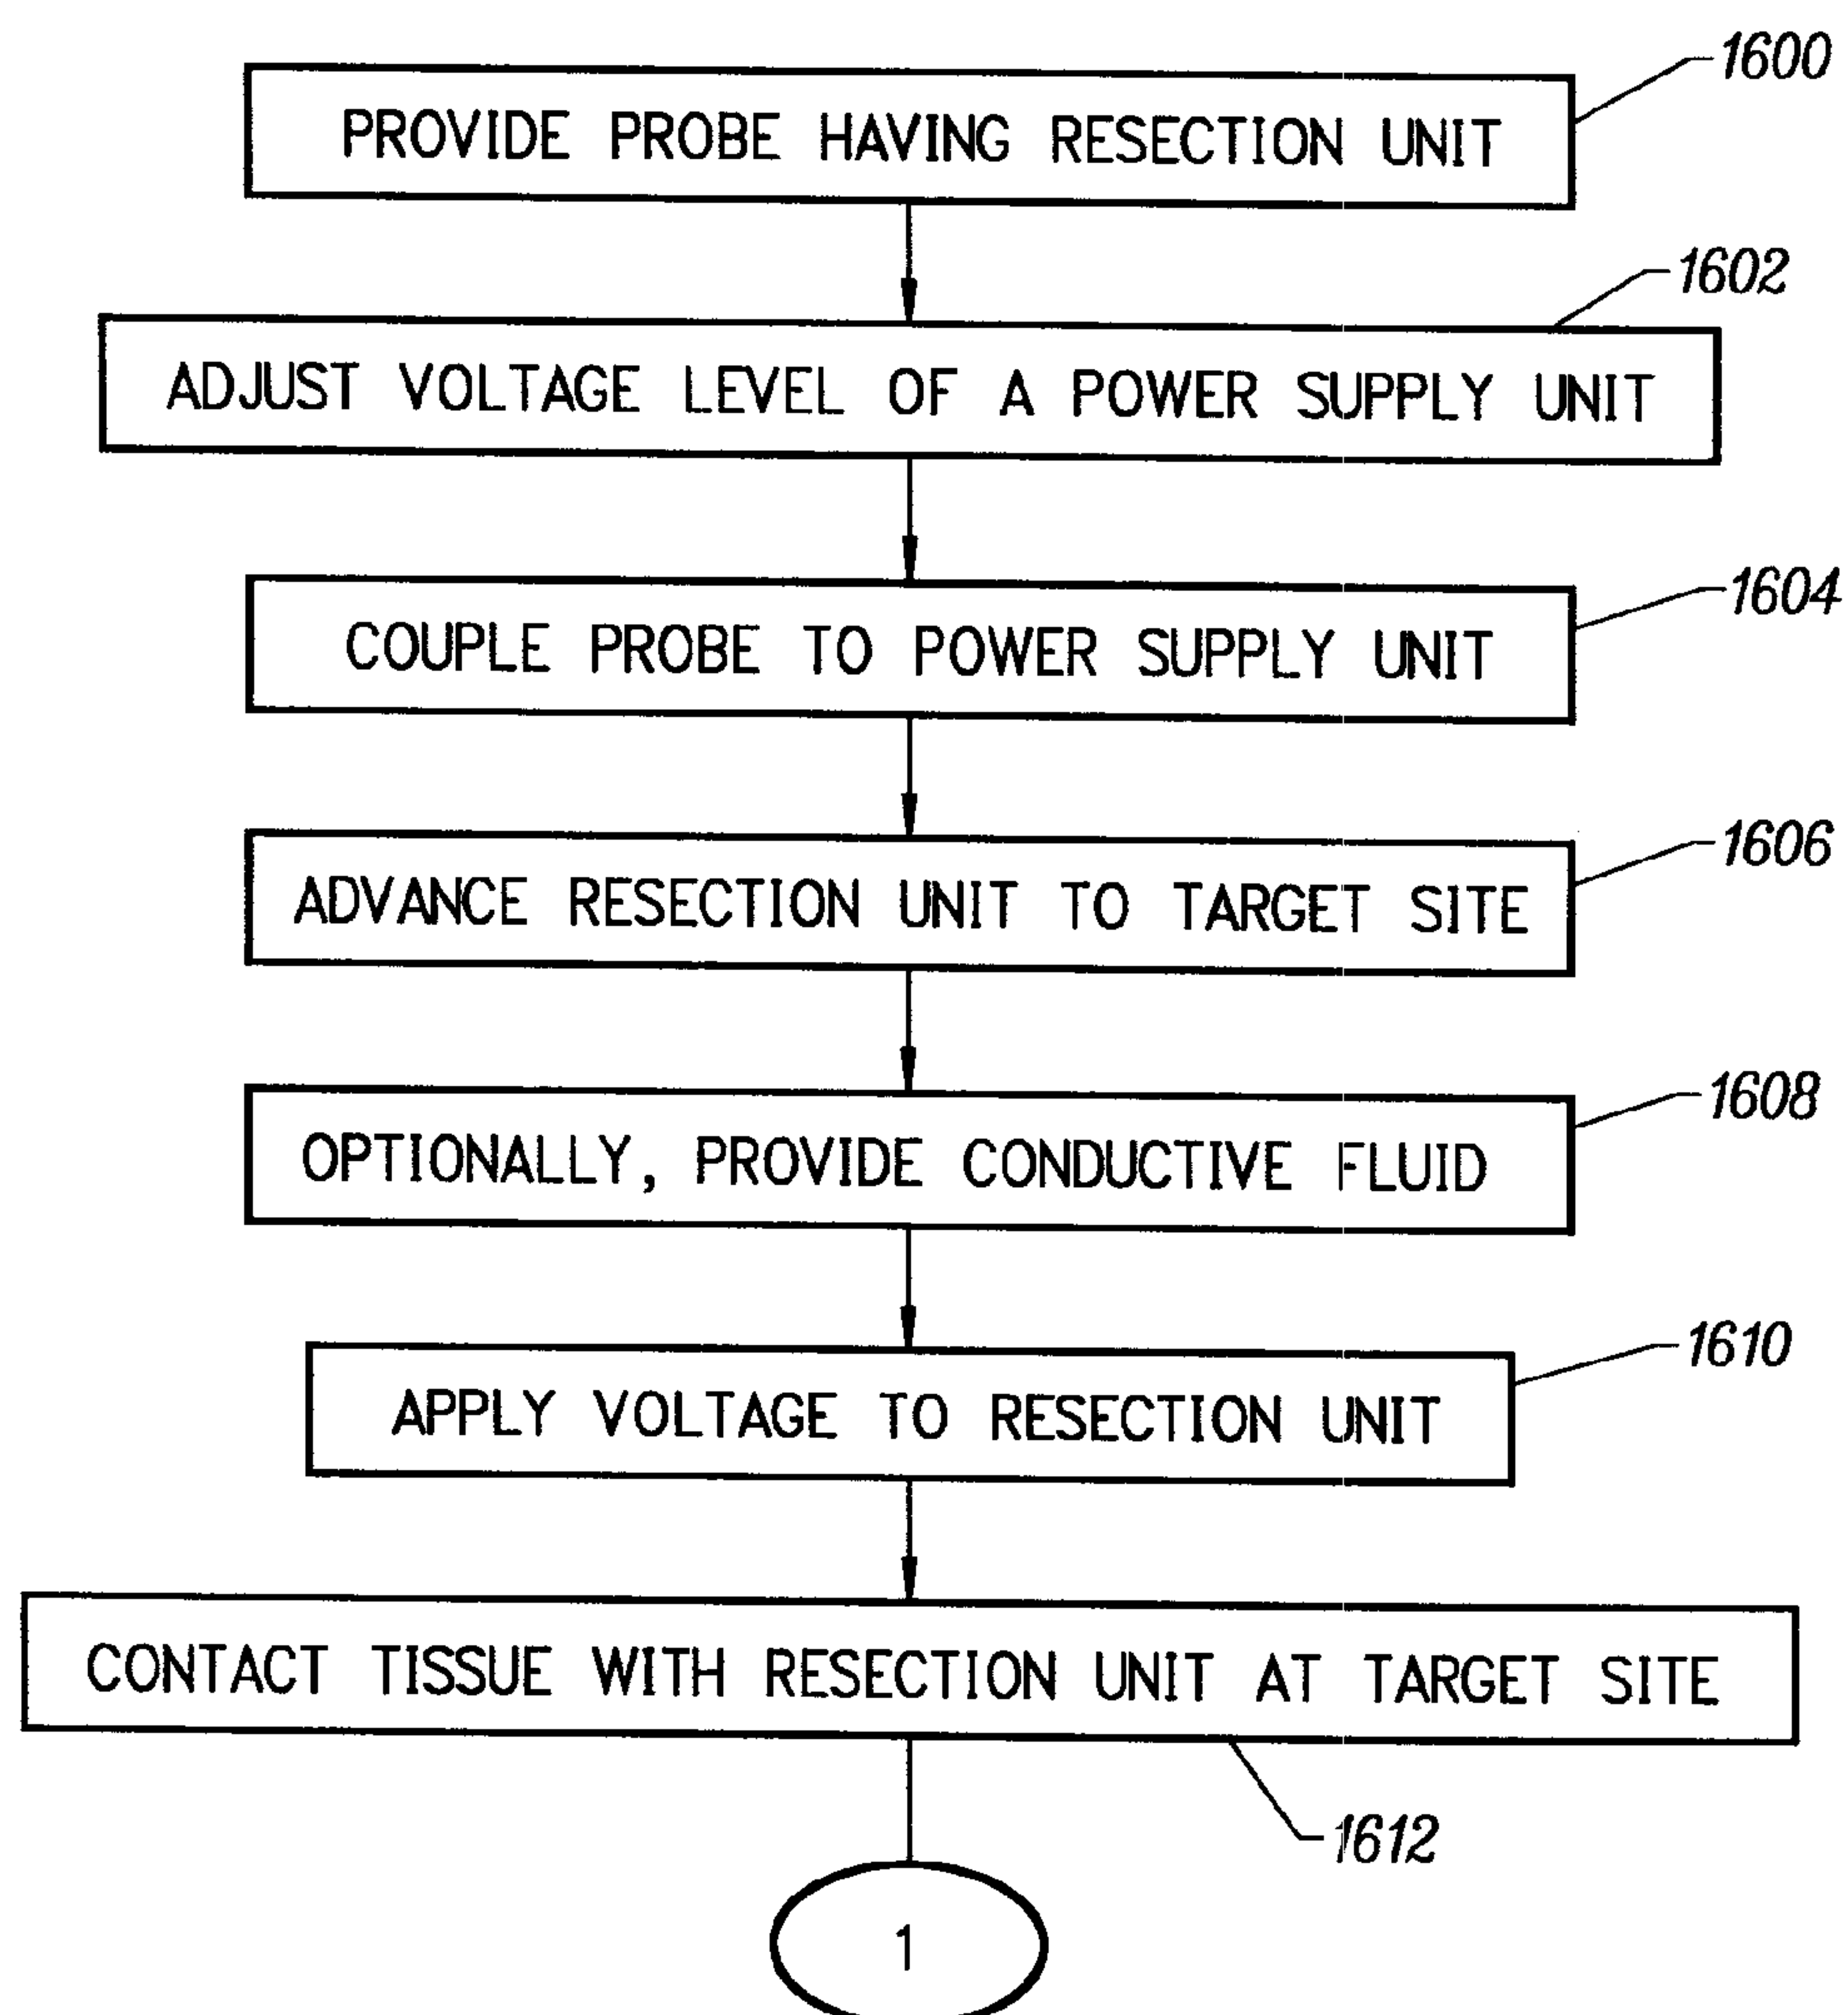 1600
PROVIDE PROBE HAVING RESECTION UNIT
1602
ADJUST VOLTAGE LEVEL OF A POWER SUPPLY UNIT
1604
COUPLE PROBE TO POWER SUPPLY UNIT
1606
ADVANCE RESECTION UNIT TO TARGET SITE
1608
OPTIONALLY, PROVIDE CONDUCTIVE FLUID
1610
APPLY VOLTAGE TO RESECTION UNIT
CONTACT TISSUE WITH RESECTION UNIT AT TARGET SITE
1612
1